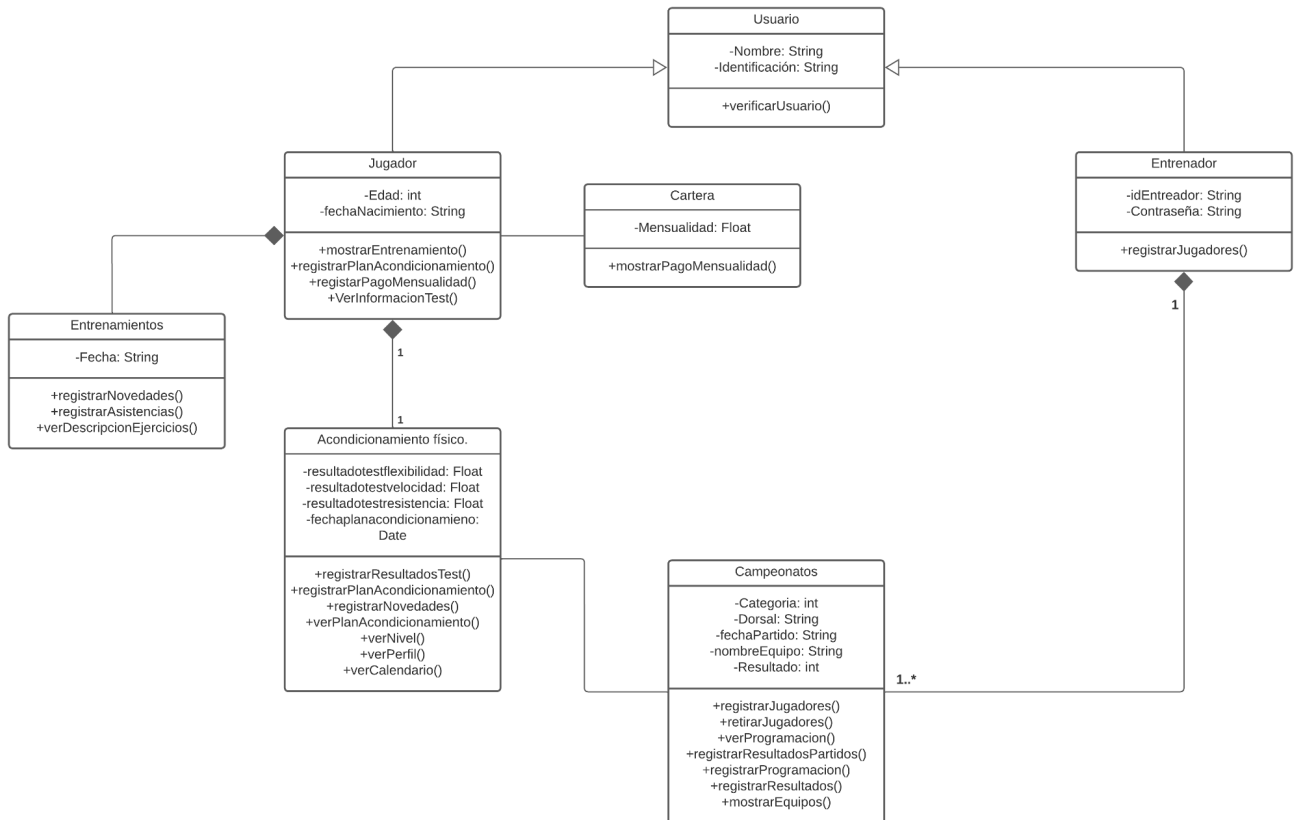 Usuario
-Nombre: String
-Identificación: String
+verificarUsuario()
Jugador
-Edad: int
-fechaNacimiento: String
+mostrarEntrenamiento()
+registrarPlanAcondicionamiento()
+registarPagoMensualidad()
+VerInformacionTest()
Cartera
-Mensualidad: Float
+mostrarPagoMensualidad()
Entrenador
-idEntreador: String
-Contraseña: String
+registrarJugadores()
1
Entrenamientos
-Fecha: String
+registrarNovedades()
+registrarAsistencias()
+verDescripcionEjercicios()
1
1
Acondicionamiento físico.
-resultadotestflexibilidad: Float
-resultadotestvelocidad: Float
-resultadotestresistencia: Float
-fechaplanacondicionamieno:
Date
+registrarResultadosTest()
+registrarPlanAcondicionamiento()
+registrarNovedades()
+verPlanAcondicionamiento()
+verNivel()
+verPerfil()
+verCalendario()
Campeonatos
-Categoria: int
-Dorsal: String
-fechaPartido: String
-nombreEquipo: String
-Resultado: int
1..*
+registrarJugadores()
+retirarJugadores()
+verProgramacion()
+registrarResultadosPartidos()
+registrarProgramacion()
+registrarResultados()
+mostrarEquipos()